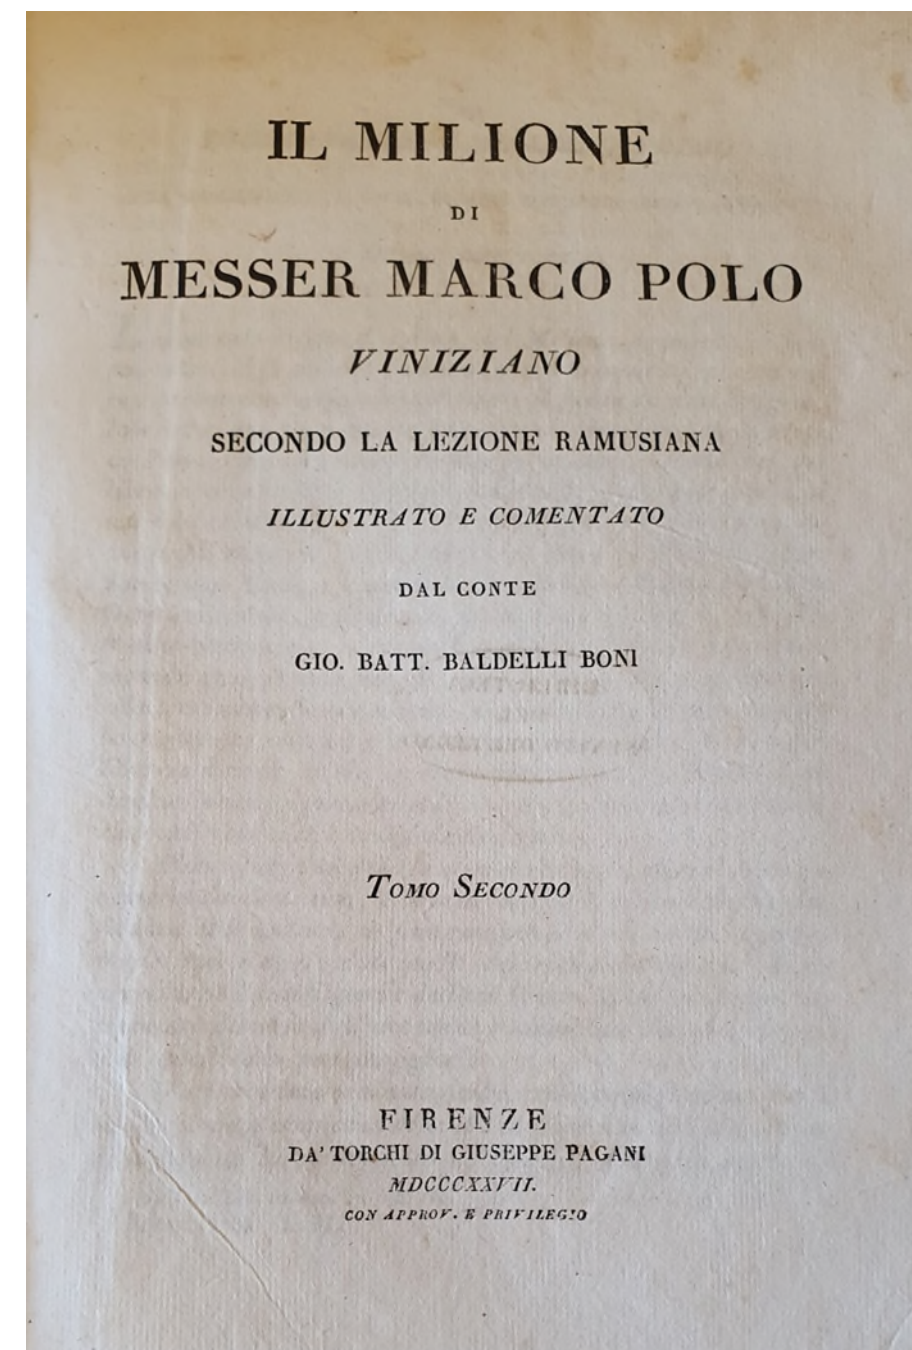 IL MILIONE
DI
MESSER MARCO POLO
VINIZIANO
SECONDO LA LEZIONE RAMUSIANA
ILLUSTRATO E COMENTATO
DAL CONTE
GIO. BATT. BALDELLI BONI
TOMO SECONDO
FIRENZE
DA' TORCHI DI GIUSEPPE PAGANI
MDCCCXXVII.
CON APPROV. E PRIVILEGIO